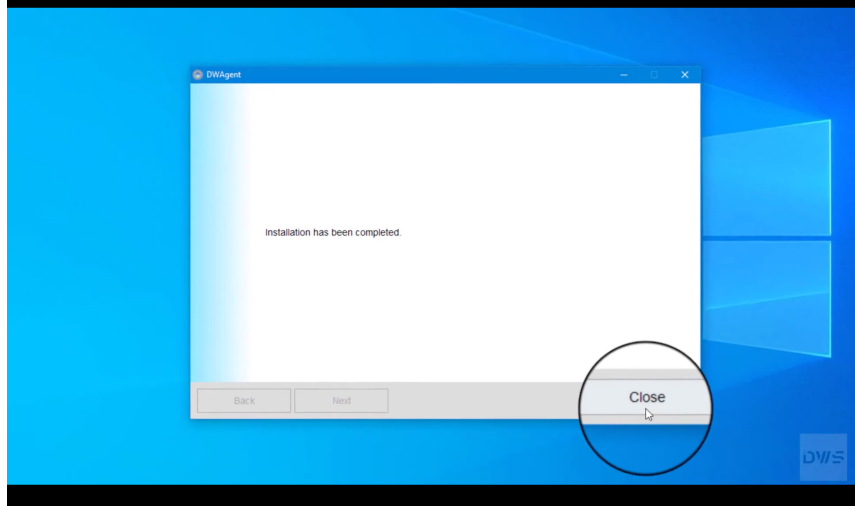 DWAgent
Installation has been completed.
Back
Next
Close
DWS